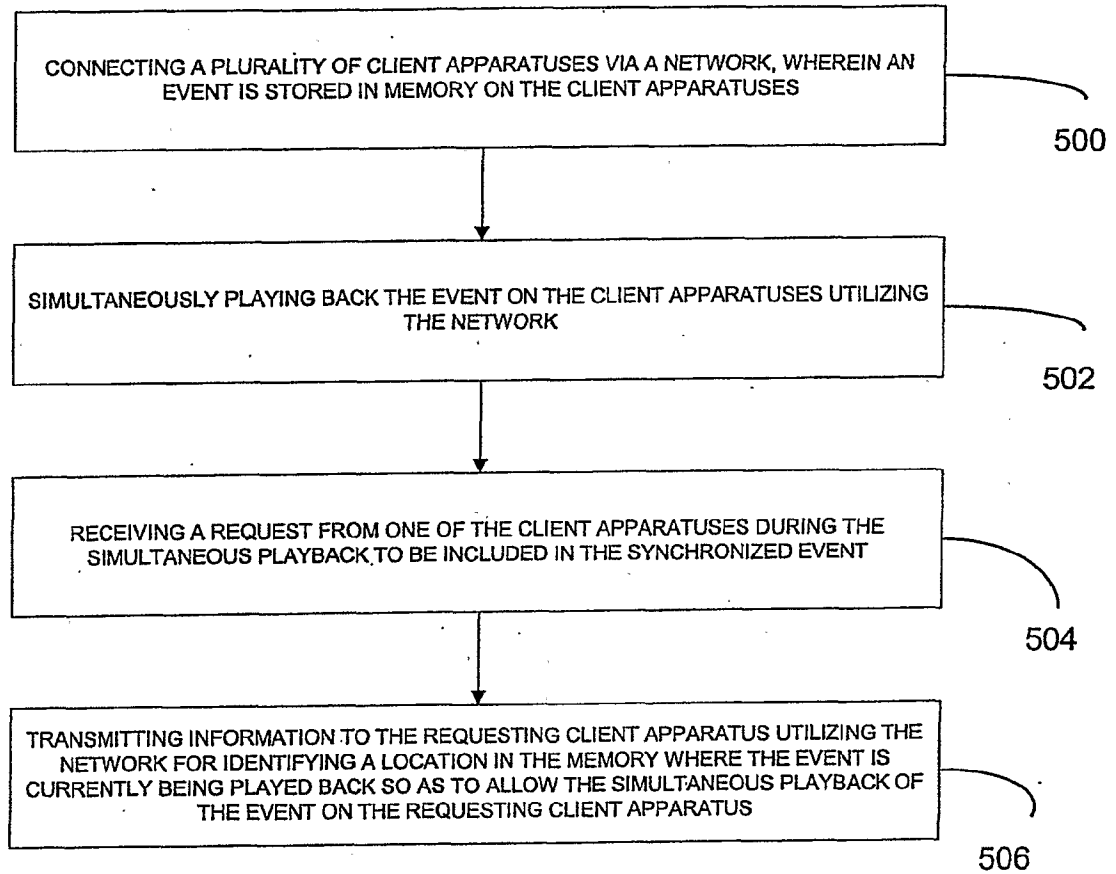 CONNECTING A PLURALITY OF CLIENT APPARATUSES VIA A NETWORK, WHEREIN AN
EVENT IS STORED IN MEMORY ON THE CLIENT APPARATUSES
500
SIMULTANEOUSLY PLAYING BACK THE EVENT ON THE CLIENT APPARATUSES UTILIZING
THE NETWORK
502
RECEIVING A REQUEST FROM ONE OF THE CLIENT APPARATUSES DURING THE
SIMULTANEOUS PLAYBACK TO BE INCLUDED IN THE SYNCHRONIZED EVENT
504
TRANSMITTING INFORMATION TO THE REQUESTING CLIENT APPARATUS UTILIZING THE
NETWORK FOR IDENTIFYING A LOCATION IN THE MEMORY WHERE THE EVENT IS
CURRENTLY BEING PLAYED BACK SO AS TO ALLOW THE SIMULTANEOUS PLAYBACK OF
THE EVENT ON THE REQUESTING CLIENT APPARATUS
506